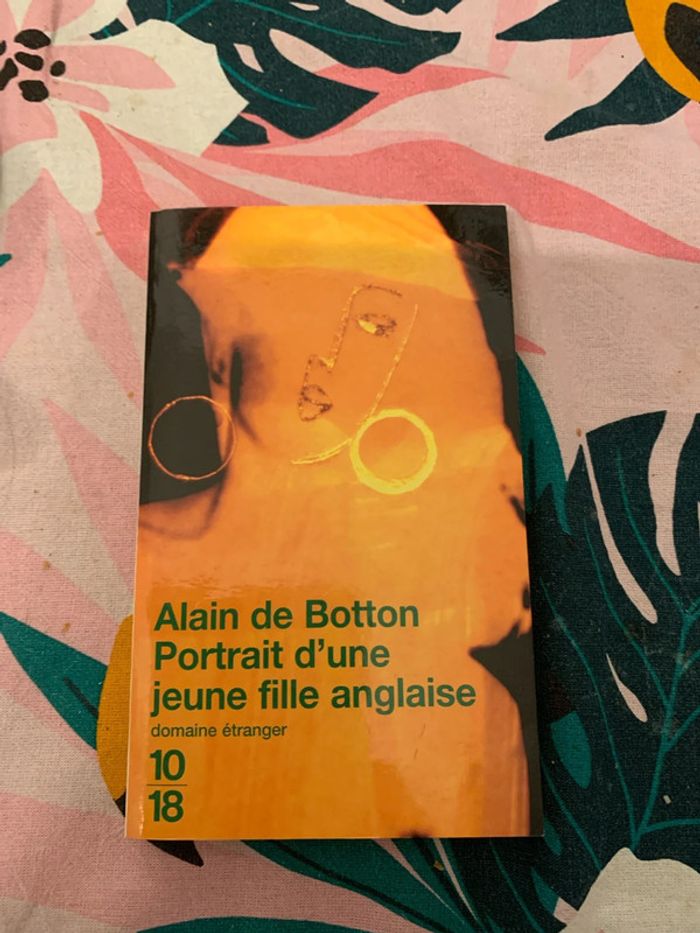 Alain de Botton
Portrait d'une
jeune fille anglaise
domaine étranger
10
18